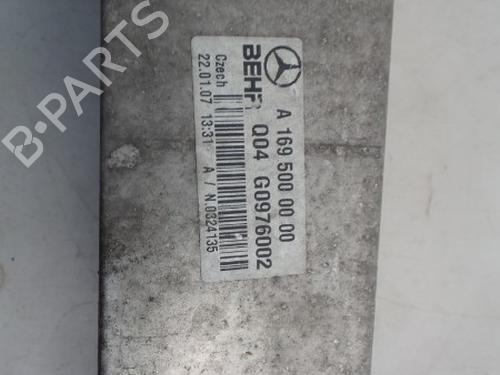 A 169 500 00 00
BEHR Q04 G0976002
Czech
22.01.07 13:31 A / N.0324135
B-PARTS